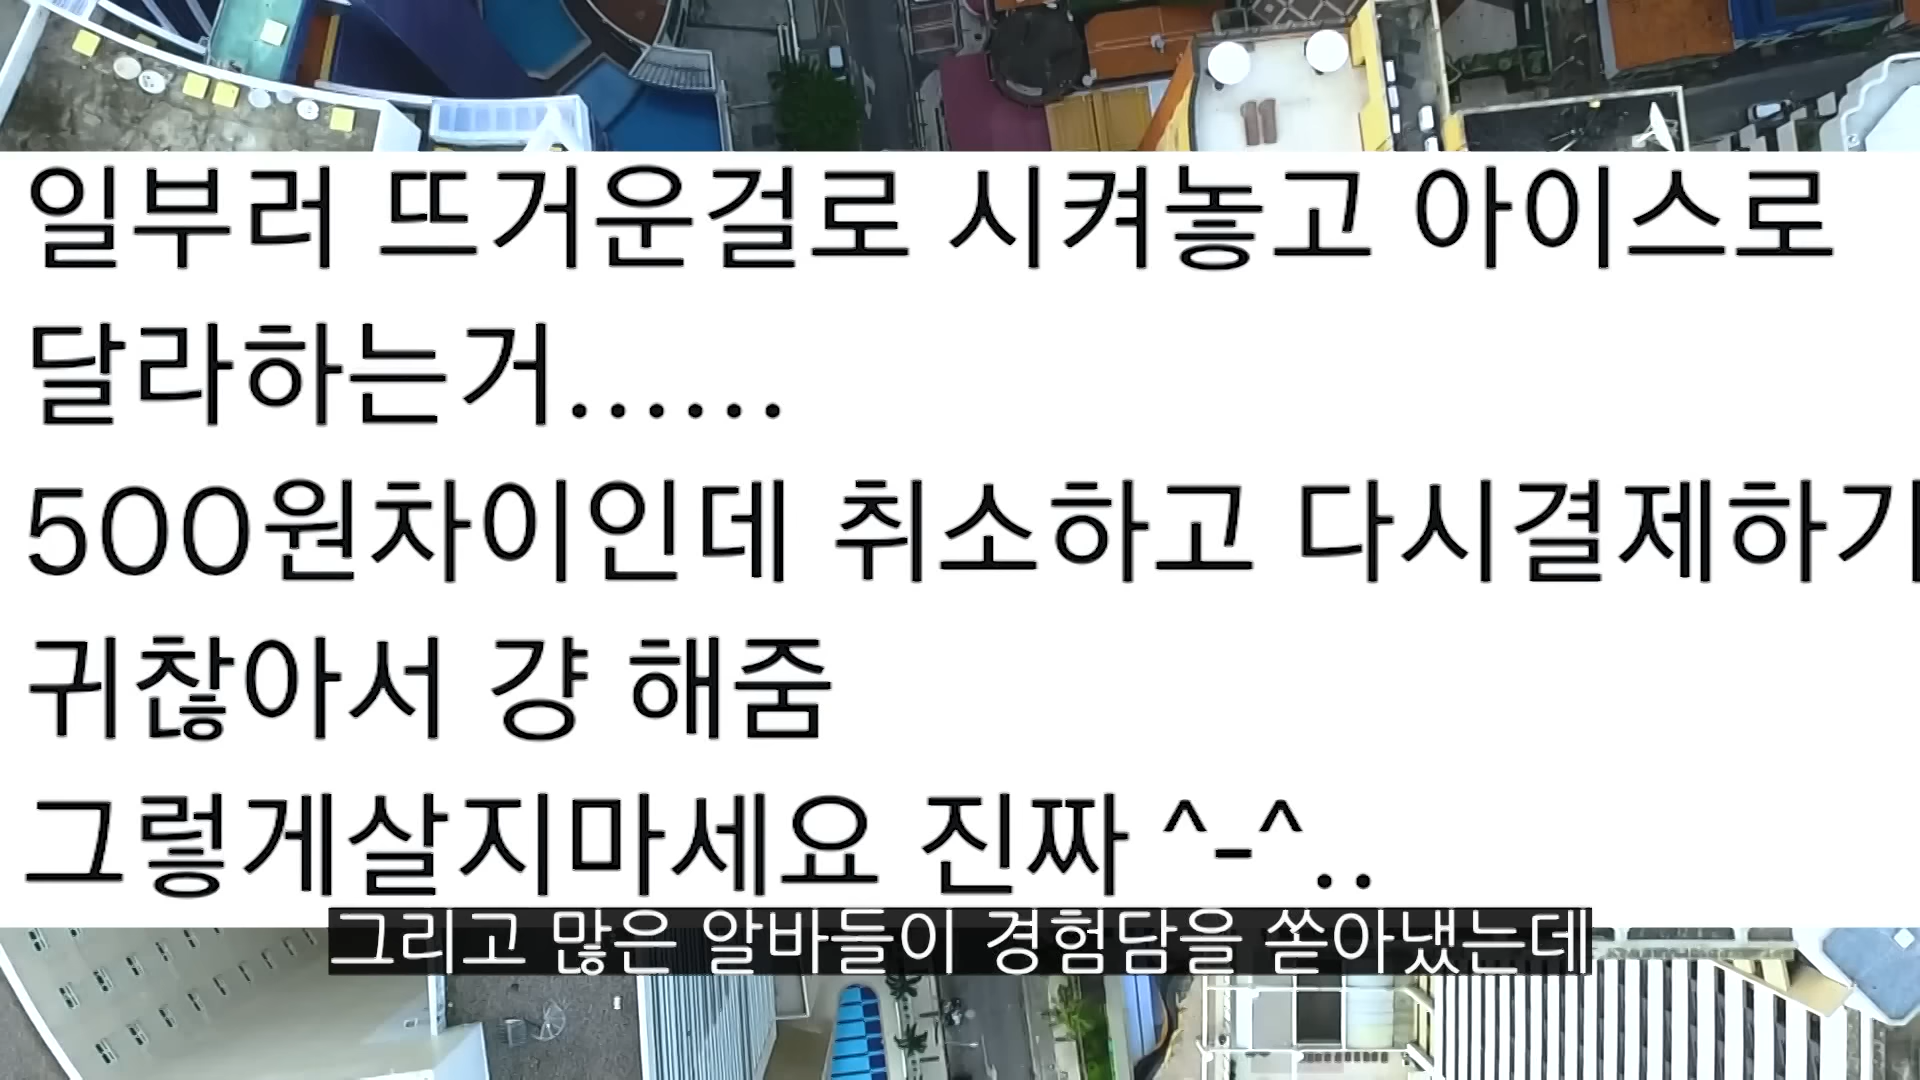 일부러 뜨거운걸로 시켜놓고 아이스로
달라하는거......
500원차이인데 취소하고 다시결제하기
귀찮아서 걍 해줌
그렇게살지마세요 진짜 ^-^..
그리고 많은 알바들이 경험담을 쏟아냈는데